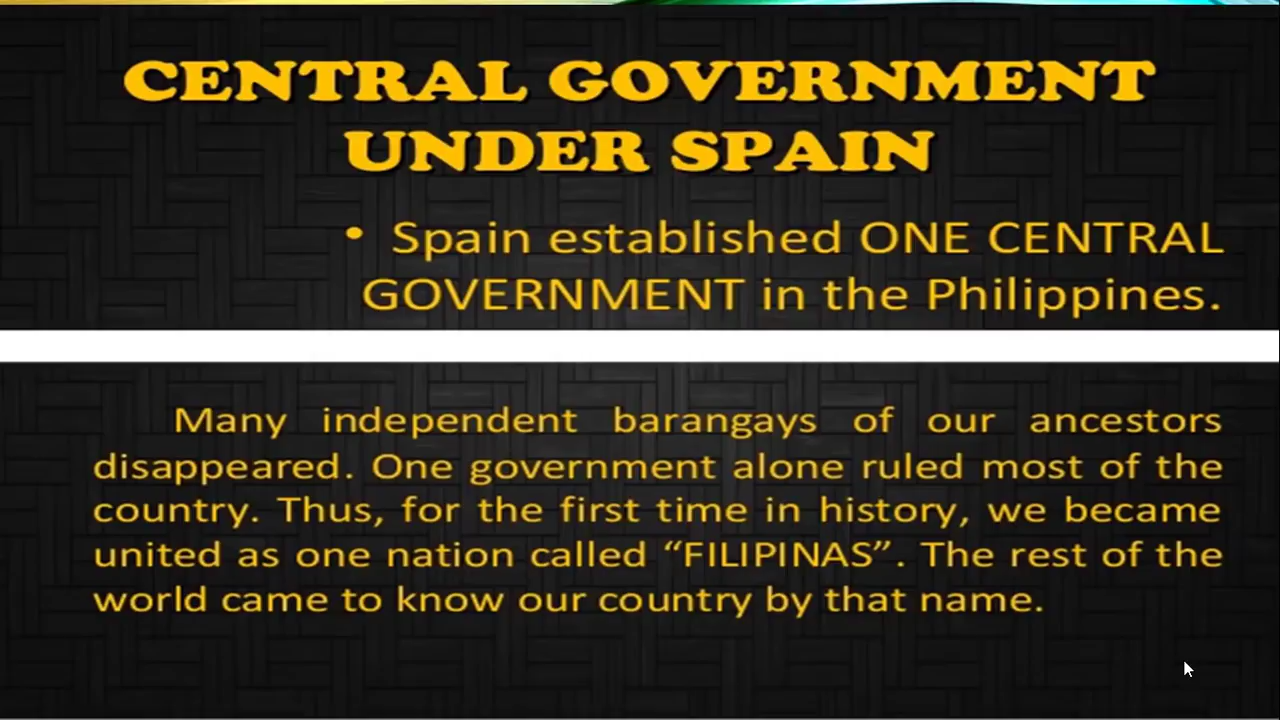 CENTRAL GOVERNMENT
UNDER SPAIN
• Spain established ONE CENTRAL
GOVERNMENT in the Philippines.
Many independent barangays of our ancestors
disappeared. One government alone ruled most of the
country. Thus, for the first time in history, we became
united as one nation called “FILIPINAS”. The rest of the
world came to know our country by that name.